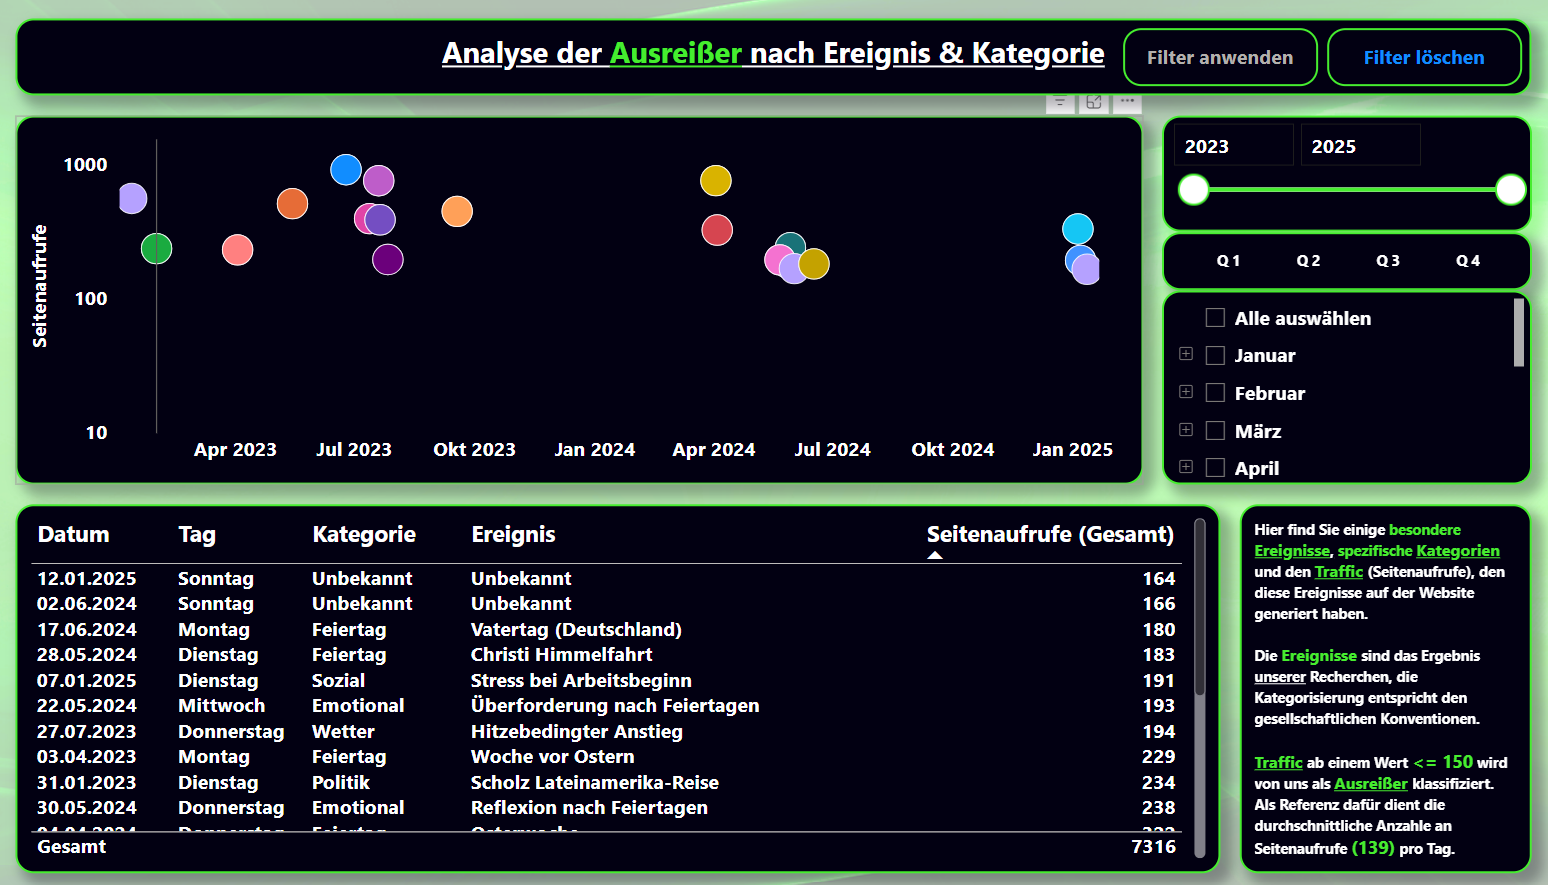 Analyse der Ausreißer nach Ereignis & Kategorie
Filter anwenden
Filter löschen
Seitenaufrufe
1000
100
10
Apr 2023 Jul 2023 Okt 2023 Jan 2024 Apr 2024 Jul 2024 Okt 2024 Jan 2025
2023 2025
Q1 Q2 Q3 Q4
Alle auswählen
Januar
Februar
März
April
Datum Tag Kategorie Ereignis Seitenaufrufe (Gesamt)
12.01.2025 Sonntag Unbekannt Unbekannt 164
02.06.2024 Sonntag Unbekannt Unbekannt 166
17.06.2024 Montag Feiertag Vatertag (Deutschland) 180
28.05.2024 Dienstag Feiertag Christi Himmelfahrt 183
07.01.2025 Dienstag Sozial Stress bei Arbeitsbeginn 191
22.05.2024 Mittwoch Emotional Überforderung nach Feiertagen 193
27.07.2023 Donnerstag Wetter Hitzebedingter Anstieg 194
03.04.2023 Montag Feiertag Woche vor Ostern 229
31.01.2023 Dienstag Politik Scholz Lateinamerika-Reise 234
30.05.2024 Donnerstag Emotional Reflexion nach Feiertagen 238
Gesamt 7316
Hier find Sie einige besondere
Ereignisse, spezifische Kategorien
und den Traffic (Seitenaufrufe), den
diese Ereignisse auf der Website
generiert haben.
Die Ereignisse sind das Ergebnis
unserer Recherchen, die
Kategorisierung entspricht den
gesellschaftlichen Konventionen.
Traffic ab einem Wert <= 150 wird
von uns als Ausreißer klassifiziert.
Als Referenz dafür dient die
durchschnittliche Anzahle an
Seitenaufrufe (139) pro Tag.